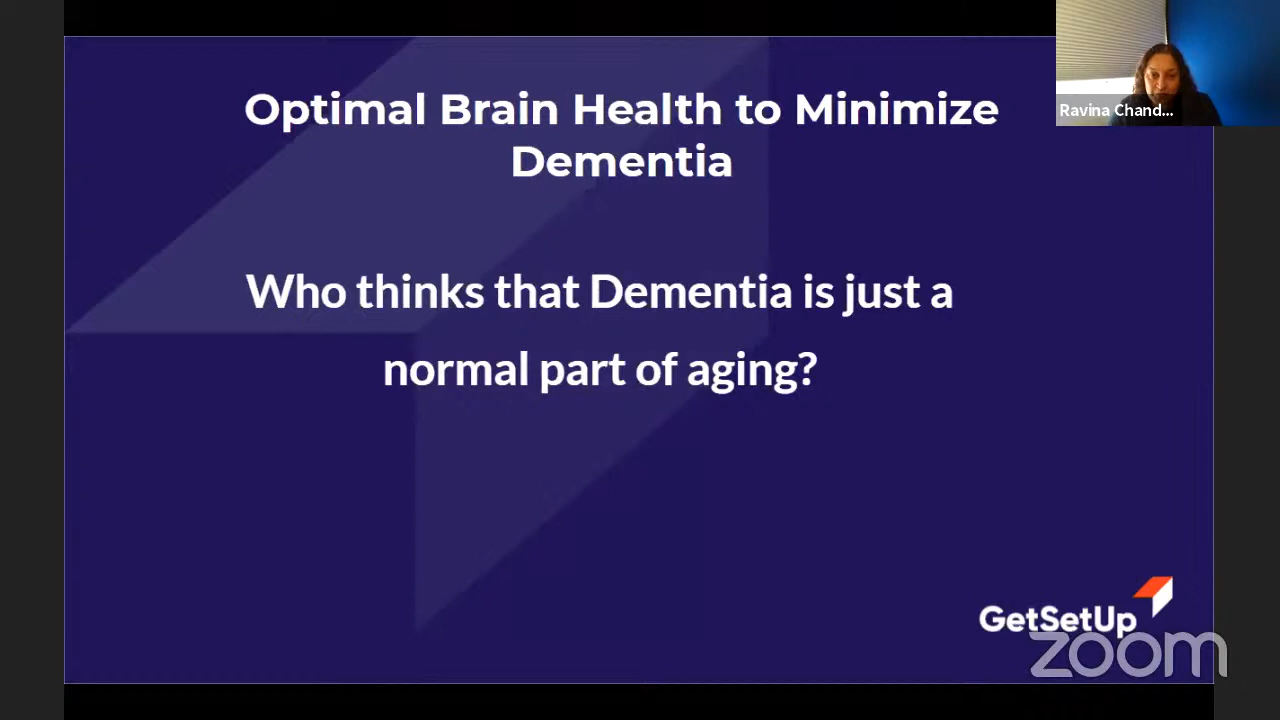 Optimal Brain Health to Minimize
Dementia
Ravina Chand...
Who thinks that Dementia is just a
normal part of aging?
GetSetUp
zoom